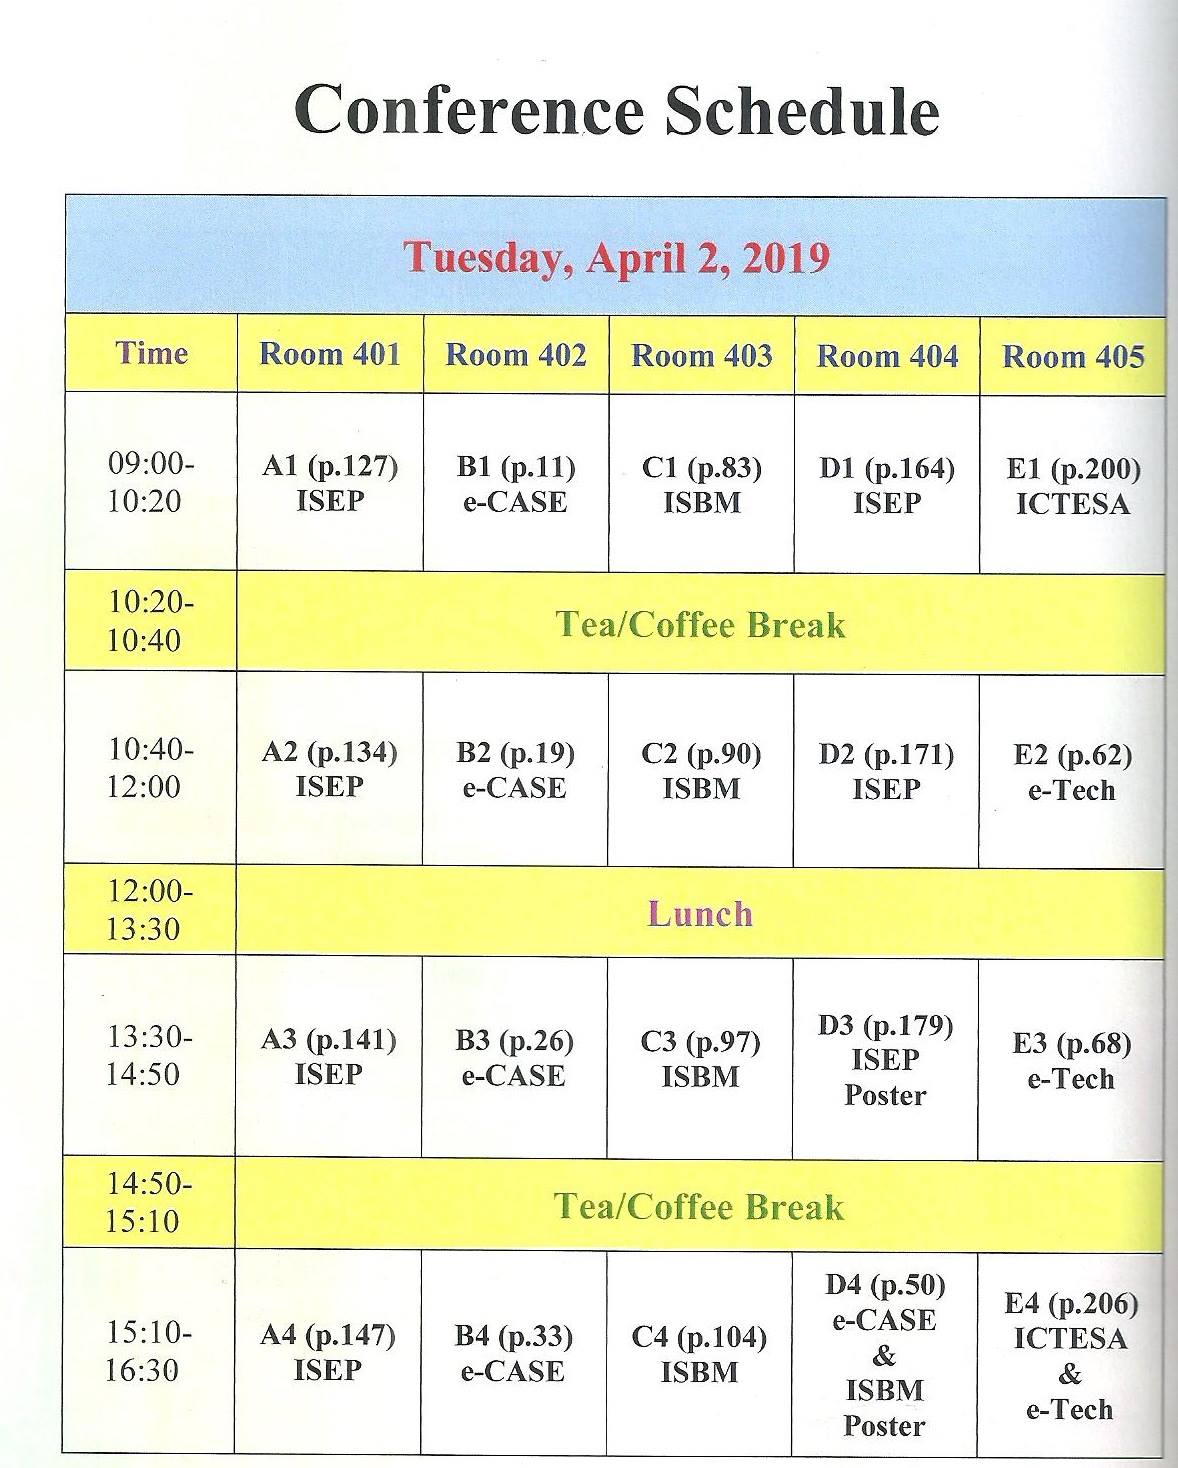 Conference Schedule
Tuesday, April 2, 2019
Time Room 401 Room 402 Room 403 Room 404 Room 405
09:00-
10:20
A1 (p.127)
ISEP
B1 (p.11)
e-CASE
C1 (p.83)
ISBM
D1 (p.164)
ISEP
E1 (p.200)
ICTESA
10:20-
10:40
Tea/Coffee Break
10:40-
12:00
A2 (p.134)
ISEP
B2 (p.19)
e-CASE
C2 (p.90)
ISBM
D2 (p.171)
ISEP
E2 (p.62)
e-Tech
12:00-
13:30
Lunch
13:30-
14:50
A3 (p.141)
ISEP
B3 (p.26)
e-CASE
C3 (p.97)
ISBM
D3 (p.179)
ISEP
Poster
E3 (p.68)
e-Tech
14:50-
15:10
Tea/Coffee Break
15:10-
16:30
A4 (p.147)
ISEP
B4 (p.33)
e-CASE
C4 (p.104)
ISBM
D4 (p.50)
e-CASE
&
ISBM
Poster
E4 (p.206)
ICTESA
&
e-Tech